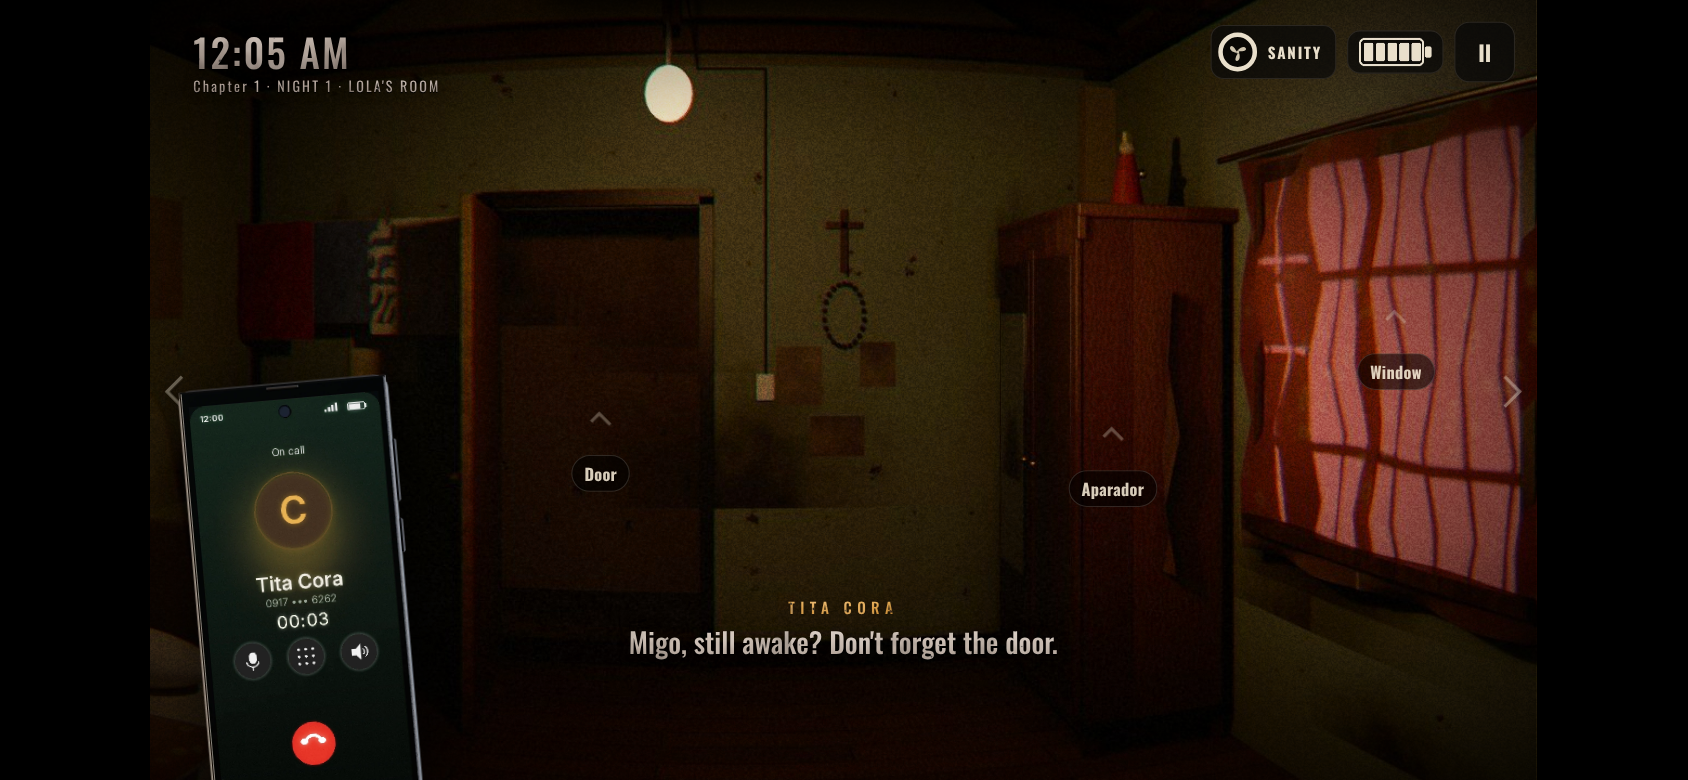 12:05 AM
Chapter 1 · NIGHT 1 · LOLA'S ROOM
SANITY
Window
Door
Aparador
12:00
On call
C
Tita Cora
0917 ••• 6262
00:03
TITA CORA
Migo, still awake? Don't forget the door.